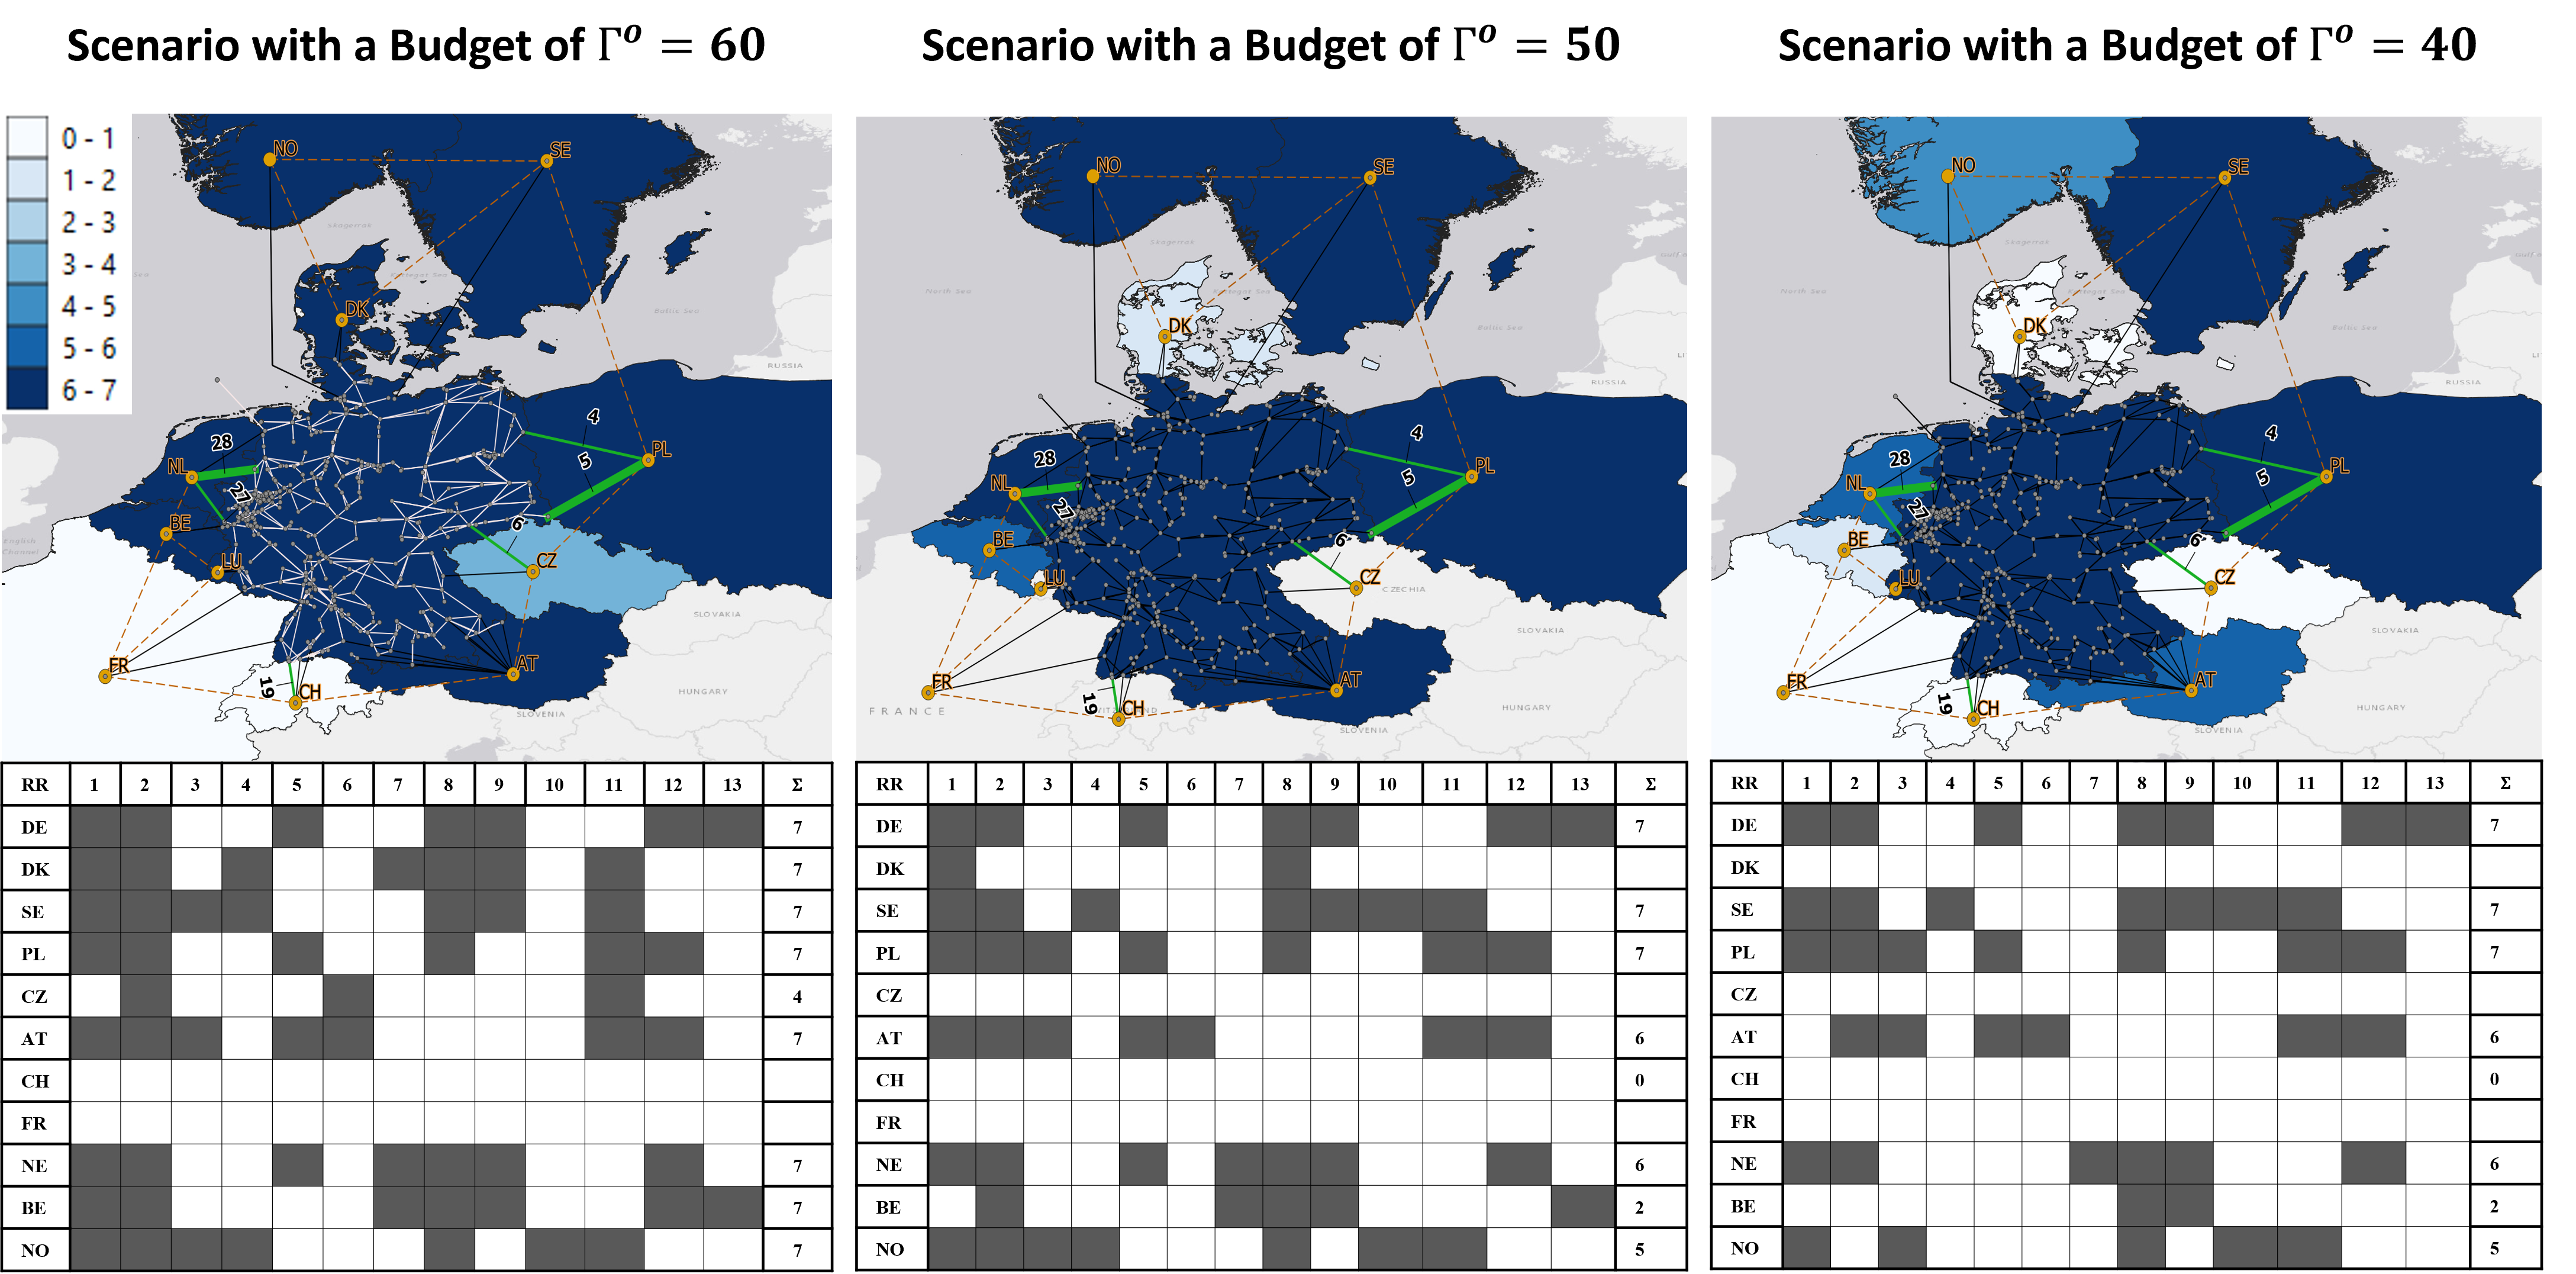 Scenario with a Budget of Γᵒ = 60
Scenario with a Budget of Γᵒ = 50
Scenario with a Budget of Γᵒ = 40
0 - 1
1 - 2
2 - 3
3 - 4
4 - 5
5 - 6
6 - 7
NO
SE
Skagerrak
Kattegat Sea
Sea
DK
Baltic Sea
RUSSIA
4
28
NL
5
PL
27
BE
6
English
Channel
LU
CZ
SLOVAKIA
FR
AT
19
CH
HUNGARY
SLOVENIA
NO
SE
Skagerrak
North Sea
Kattegat Sea
DK
Baltic Sea
RUSSIA
4
28
NL
5
PL
27
BE
6
LU
CZ
CZECHIA
SLOVAKIA
FR
AT
FRANCE
19
CH
HUNGARY
SLOVENIA
NO
SE
Skagerrak
North Sea
Kattegat Sea
DK
Baltic Sea
RUSSIA
4
28
NL
5
PL
27
BE
6
LU
CZ
SLOVAKIA
FR
AT
19
CH
HUNGARY
SLOVENIA
RR 1 2 3 4 5 6 7 8 9 10 11 12 13 Σ
DE 7
DK 7
SE 7
PL 7
CZ 4
AT 7
CH
FR
NE 7
BE 7
NO 7
RR 1 2 3 4 5 6 7 8 9 10 11 12 13 Σ
DE 7
DK
SE 7
PL 7
CZ
AT 6
CH 0
FR
NE 6
BE 2
NO 5
RR 1 2 3 4 5 6 7 8 9 10 11 12 13 Σ
DE 7
DK
SE 7
PL 7
CZ
AT 6
CH 0
FR
NE 6
BE 2
NO 5